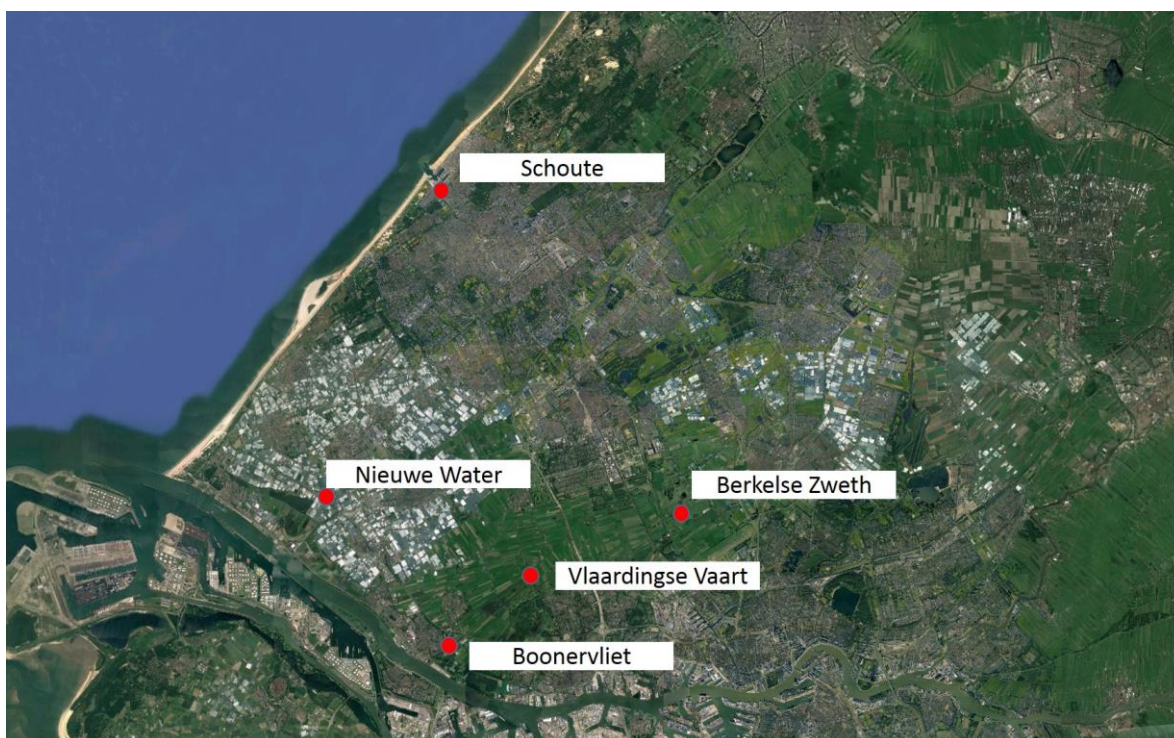 Schoute
Nieuwe Water
Berkelse Zweth
Vlaardingse Vaart
Boonervliet